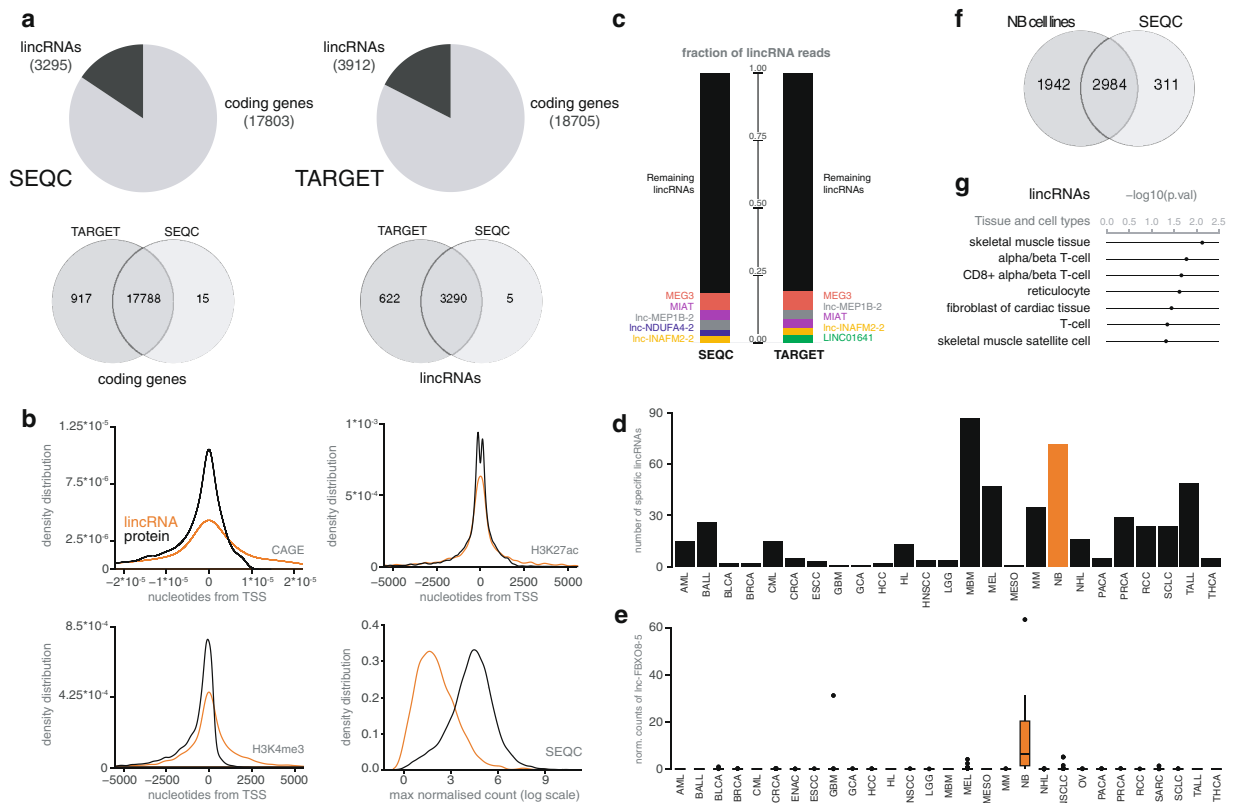 a
lincRNAs
(3295)
coding genes
(17803)
SEQC
lincRNAs
(3912)
coding genes
(18705)
TARGET
TARGET SEQC
917 17788 15
coding genes
TARGET SEQC
622 3290 5
lincRNAs
b
density distribution
1.25*10-5
7.5*10-6
2.5*10-6
0
lincRNA
protein
CAGE
-2*10-5 -1*10-5 0 1*10-5 2*10-5
nucleotides from TSS
density distribution
1*10-3
5*10-4
0
H3K27ac
−5000 −2500 0 2500 5000
nucleotides from TSS
density distribution
8.5*10-4
4.25*10-4
0
H3K4me3
−5000 −2500 0 2500 5000
nucleotides from TSS
density distribution
0.4
0.3
0.2
0.1
0.0
SEQC
0 3 6 9
max normalised count (log scale)
c
fraction of lincRNA reads
1.00
0.75
0.50
0.25
0.00
Remaining
lincRNAs
MEG3
MIAT
lnc-MEP1B-2
lnc-NDUFA4-2
lnc-INAFM2-2
SEQC
Remaining
lincRNAs
MEG3
lnc-MEP1B-2
MIAT
lnc-INAFM2-2
LINC01641
TARGET
f
NB cell lines SEQC
1942 2984 311
g
lincRNAs −log10(p.val)
Tissue and cell types 0.0 0.5 1.0 1.5 2.0 2.5
skeletal muscle tissue
alpha/beta T-cell
CD8+ alpha/beta T-cell
reticulocyte
fibroblast of cardiac tissue
T-cell
skeletal muscle satellite cell
d
number of specific lincRNAs
90
60
30
0
AML BALL BLCA BRCA CML CRCA ESCC GBM GCA HCC HL HNSCC LGG MBM MEL MESO MM NB NHL PACA PRCA RCC SCLC TALL THCA
e
norm. counts of lnc-FBXO8-5
60
40
20
0
AML BALL BLCA BRCA CML CRCA ENAC ESCC GBM GCA HCC HL NSCC LGG MBM MEL MESO MM NB NHL ISCLC OV PACA PRCA RCC SARC SCLC TALL THCA